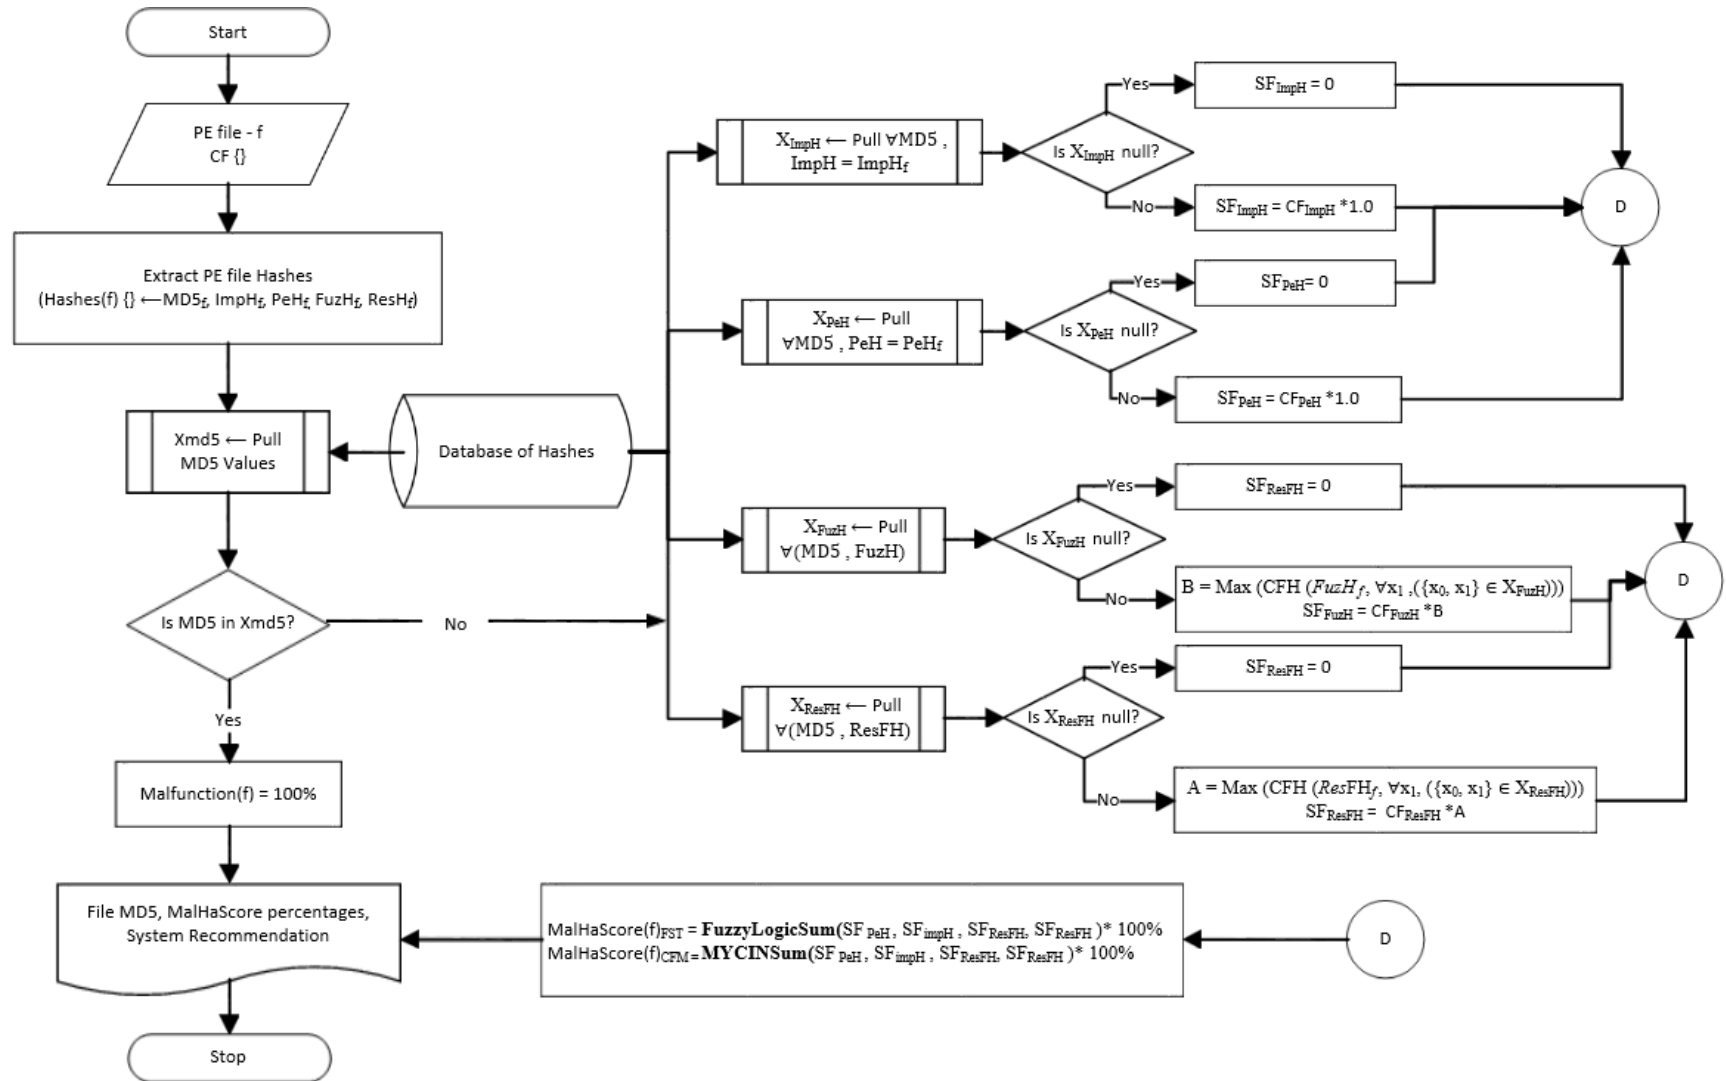 Start
PE file - f
CF {}
Extract PE file Hashes
(Hashes(f) {} ←MD5f, ImpHf, PeHf, FuzHf, ResHf)
Xmd5 ← Pull
MD5 Values
Database of Hashes
Is MD5 in Xmd5?
No
Yes
Malfunction(f) = 100%
File MD5, MalHaScore percentages,
System Recommendation
Stop
XImpH ← Pull ∀MD5 ,
ImpH = ImpHf
Is XImpH null?
Yes
SFImpH = 0
No
SFImpH = CFImpH *1.0
D
XPeH ← Pull
∀MD5 , PeH = PeHf
Is XPeH null?
Yes
SFPeH= 0
No
SFPeH = CFPeH *1.0
XFuzH ← Pull
∀(MD5 , FuzH)
Is XFuzH null?
Yes
SFResFH = 0
No
B = Max (CFH (FuzHf, ∀x1 ,({x0, x1} ∈ XFuzH)))
SFFuzH = CFFuzH *B
D
XResFH ← Pull
∀(MD5 , ResFH)
Is XResFH null?
Yes
SFResFH = 0
No
A = Max (CFH (ResFHf, ∀x1, ({x0, x1} ∈ XResFH)))
SFResFH = CFResFH *A
MalHaScore(f)FST = FuzzyLogicSum(SF PeH , SFimpH , SFResFH, SFResFH )* 100%
MalHaScore(f)CFM = MYCINSum(SF PeH , SFimpH , SFResFH, SFResFH )* 100%
D